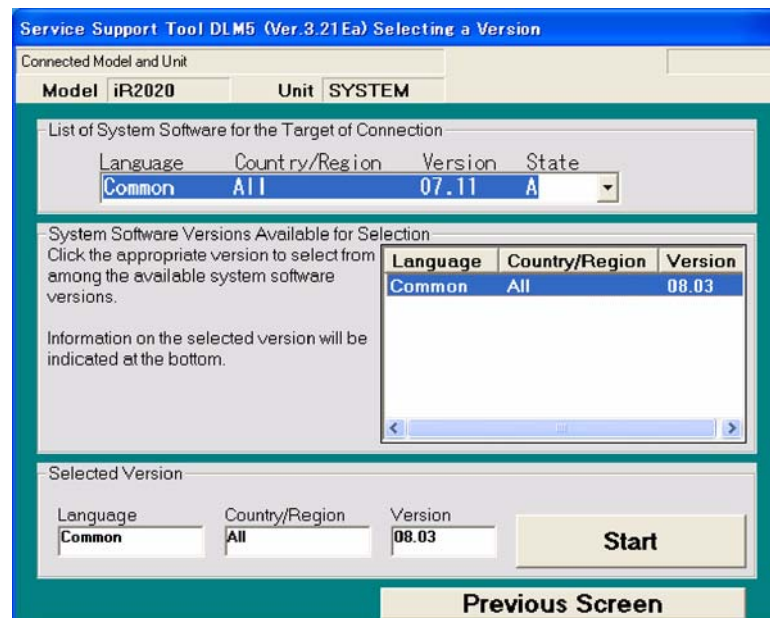 Service Support Tool DLM5 (Ver.3.21Ea) Selecting a Version
Connected Model and Unit
Model iR2020 Unit SYSTEM
List of System Software for the Target of Connection
Language Country/Region Version State
Common All 07.11 A
System Software Versions Available for Selection
Click the appropriate version to select from
among the available system software
versions.
Information on the selected version will be
indicated at the bottom.
Language Country/Region Version
Common All 08.03
Selected Version
Language Country/Region Version
Common All 08.03
Start
Previous Screen